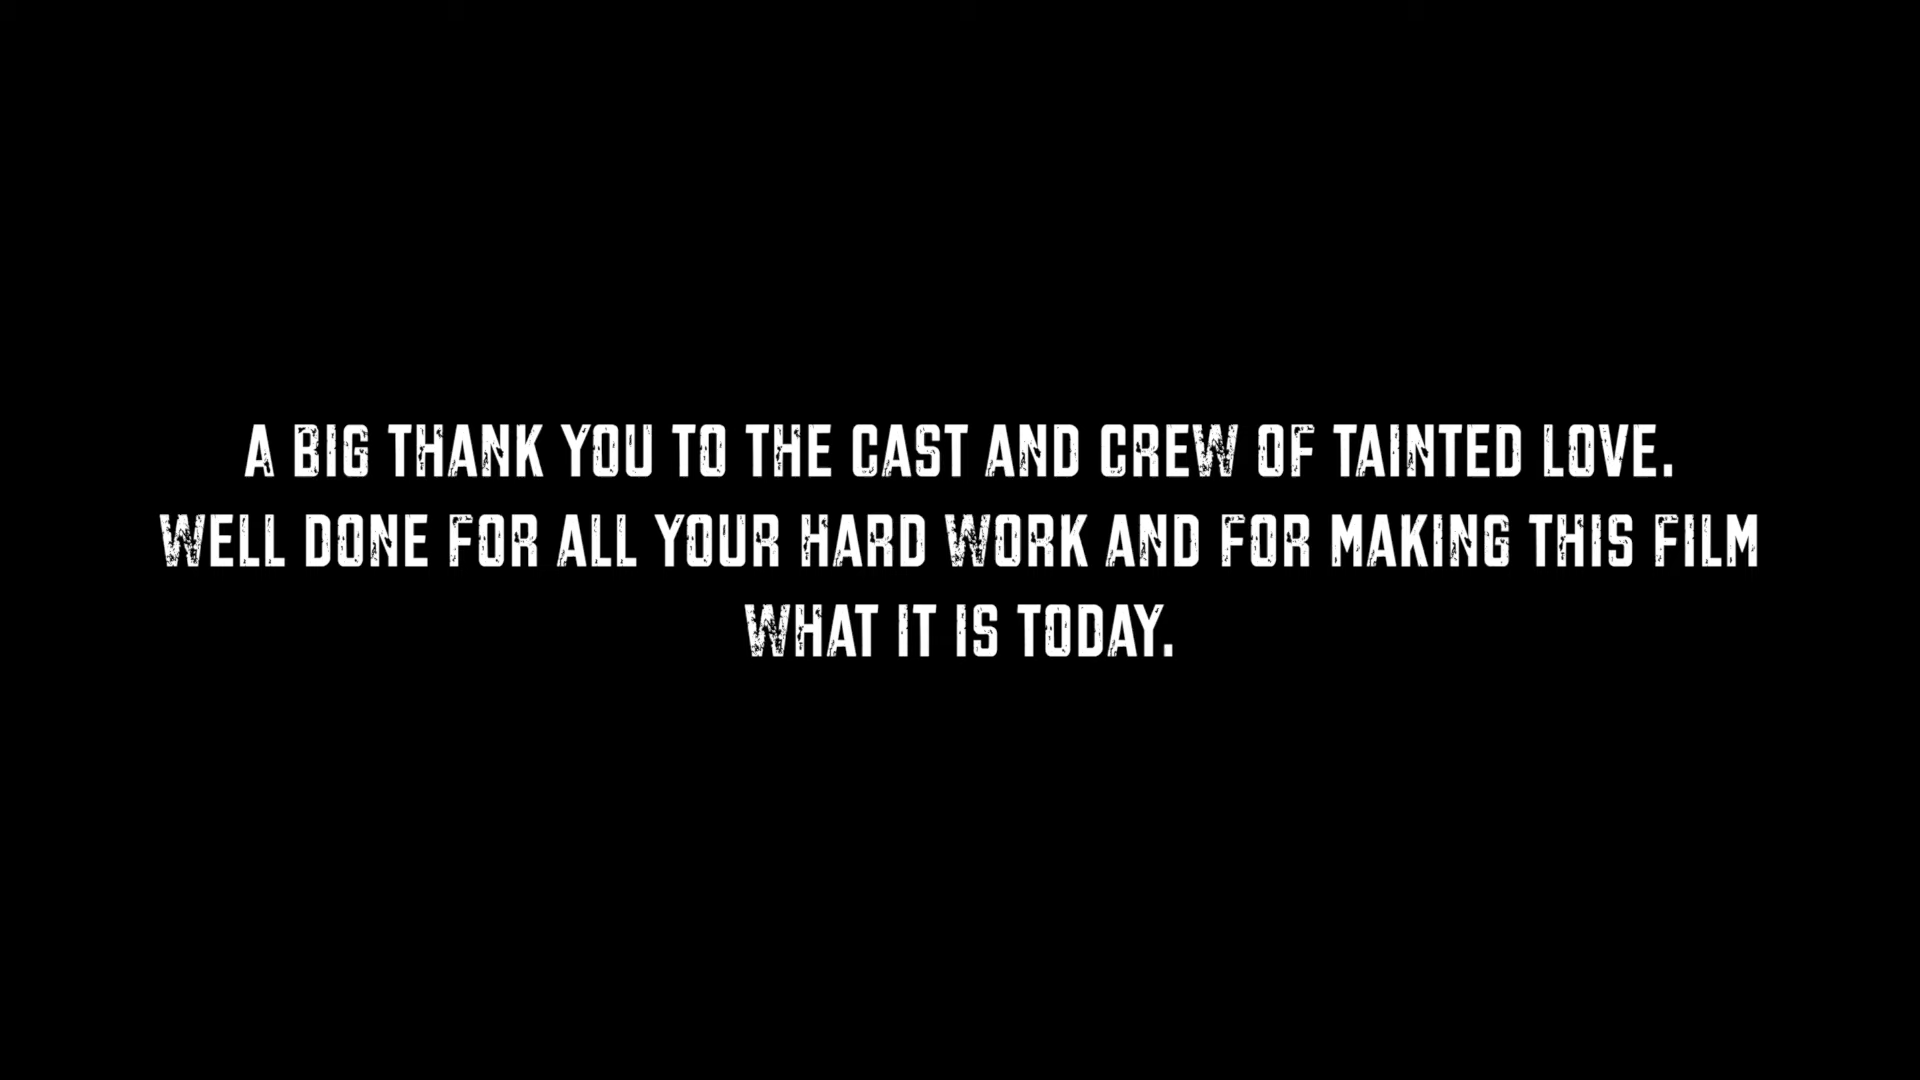 A BIG THANK YOU TO THE CAST AND CREW OF TAINTED LOVE.
WELL DONE FOR ALL YOUR HARD WORK AND FOR MAKING THIS FILM
WHAT IT IS TODAY.